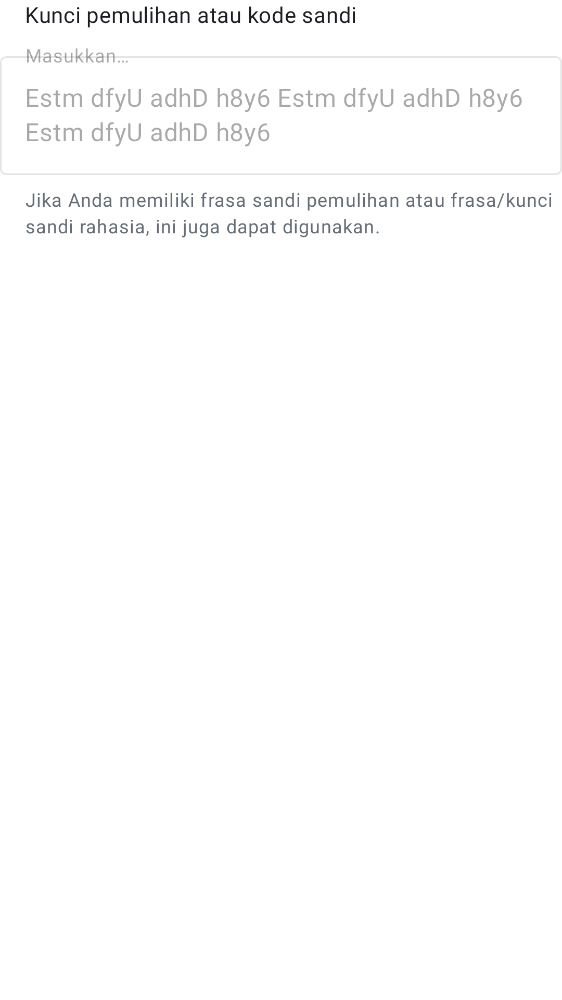 Kunci pemulihan atau kode sandi
Masukkan…
Estm dfyU adhD h8y6 Estm dfyU adhD h8y6
Estm dfyU adhD h8y6
Jika Anda memiliki frasa sandi pemulihan atau frasa/kunci
sandi rahasia, ini juga dapat digunakan.